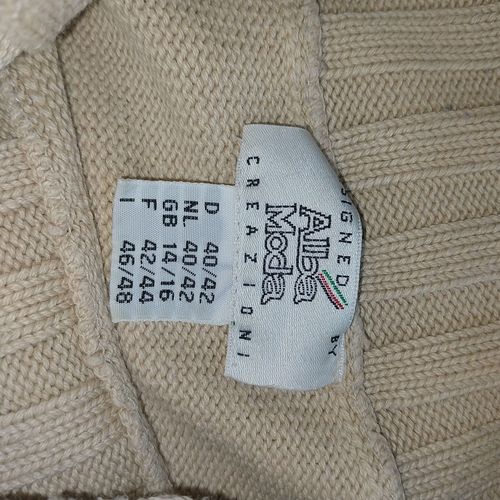 DESIGNED BY
Alba
Moda
CREAZIONI
D 40/42
NL 40/42
GB 14/16
F 42/44
I 46/48